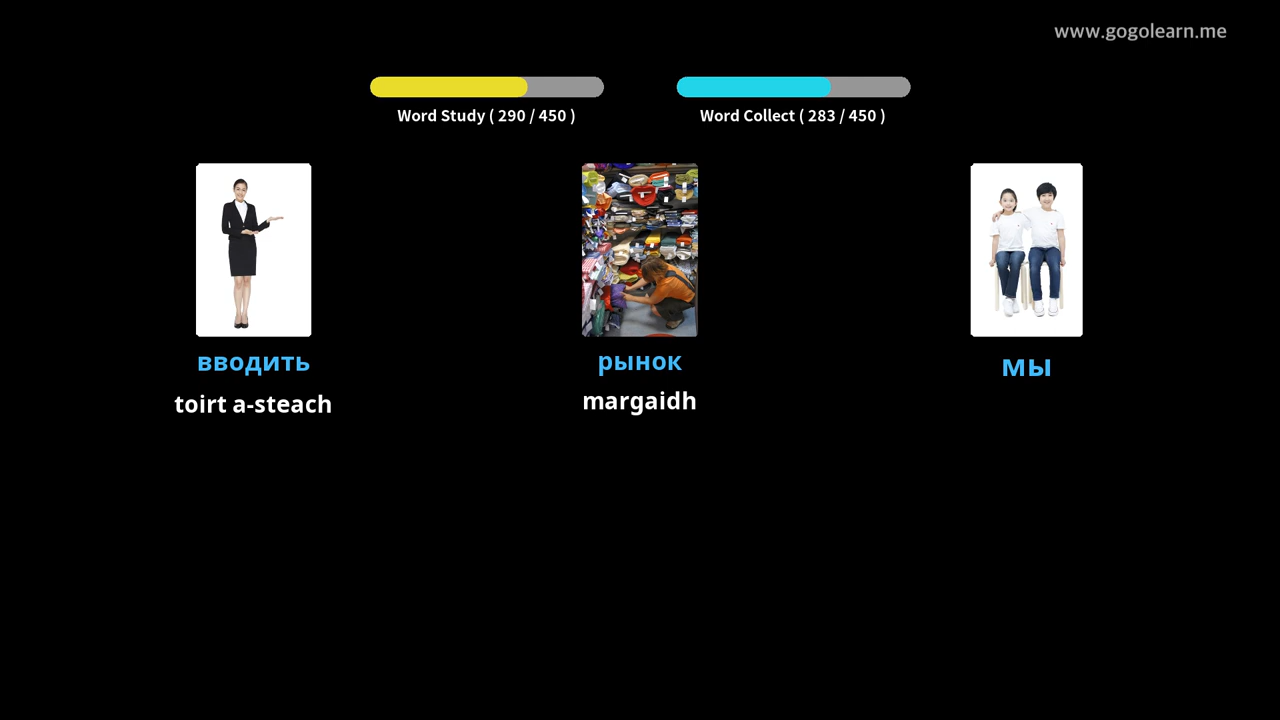 www.gogolearn.me
Word Study ( 290 / 450 )
Word Collect ( 283 / 450 )
вводить
рынок
мы
toirt a-steach
margaidh